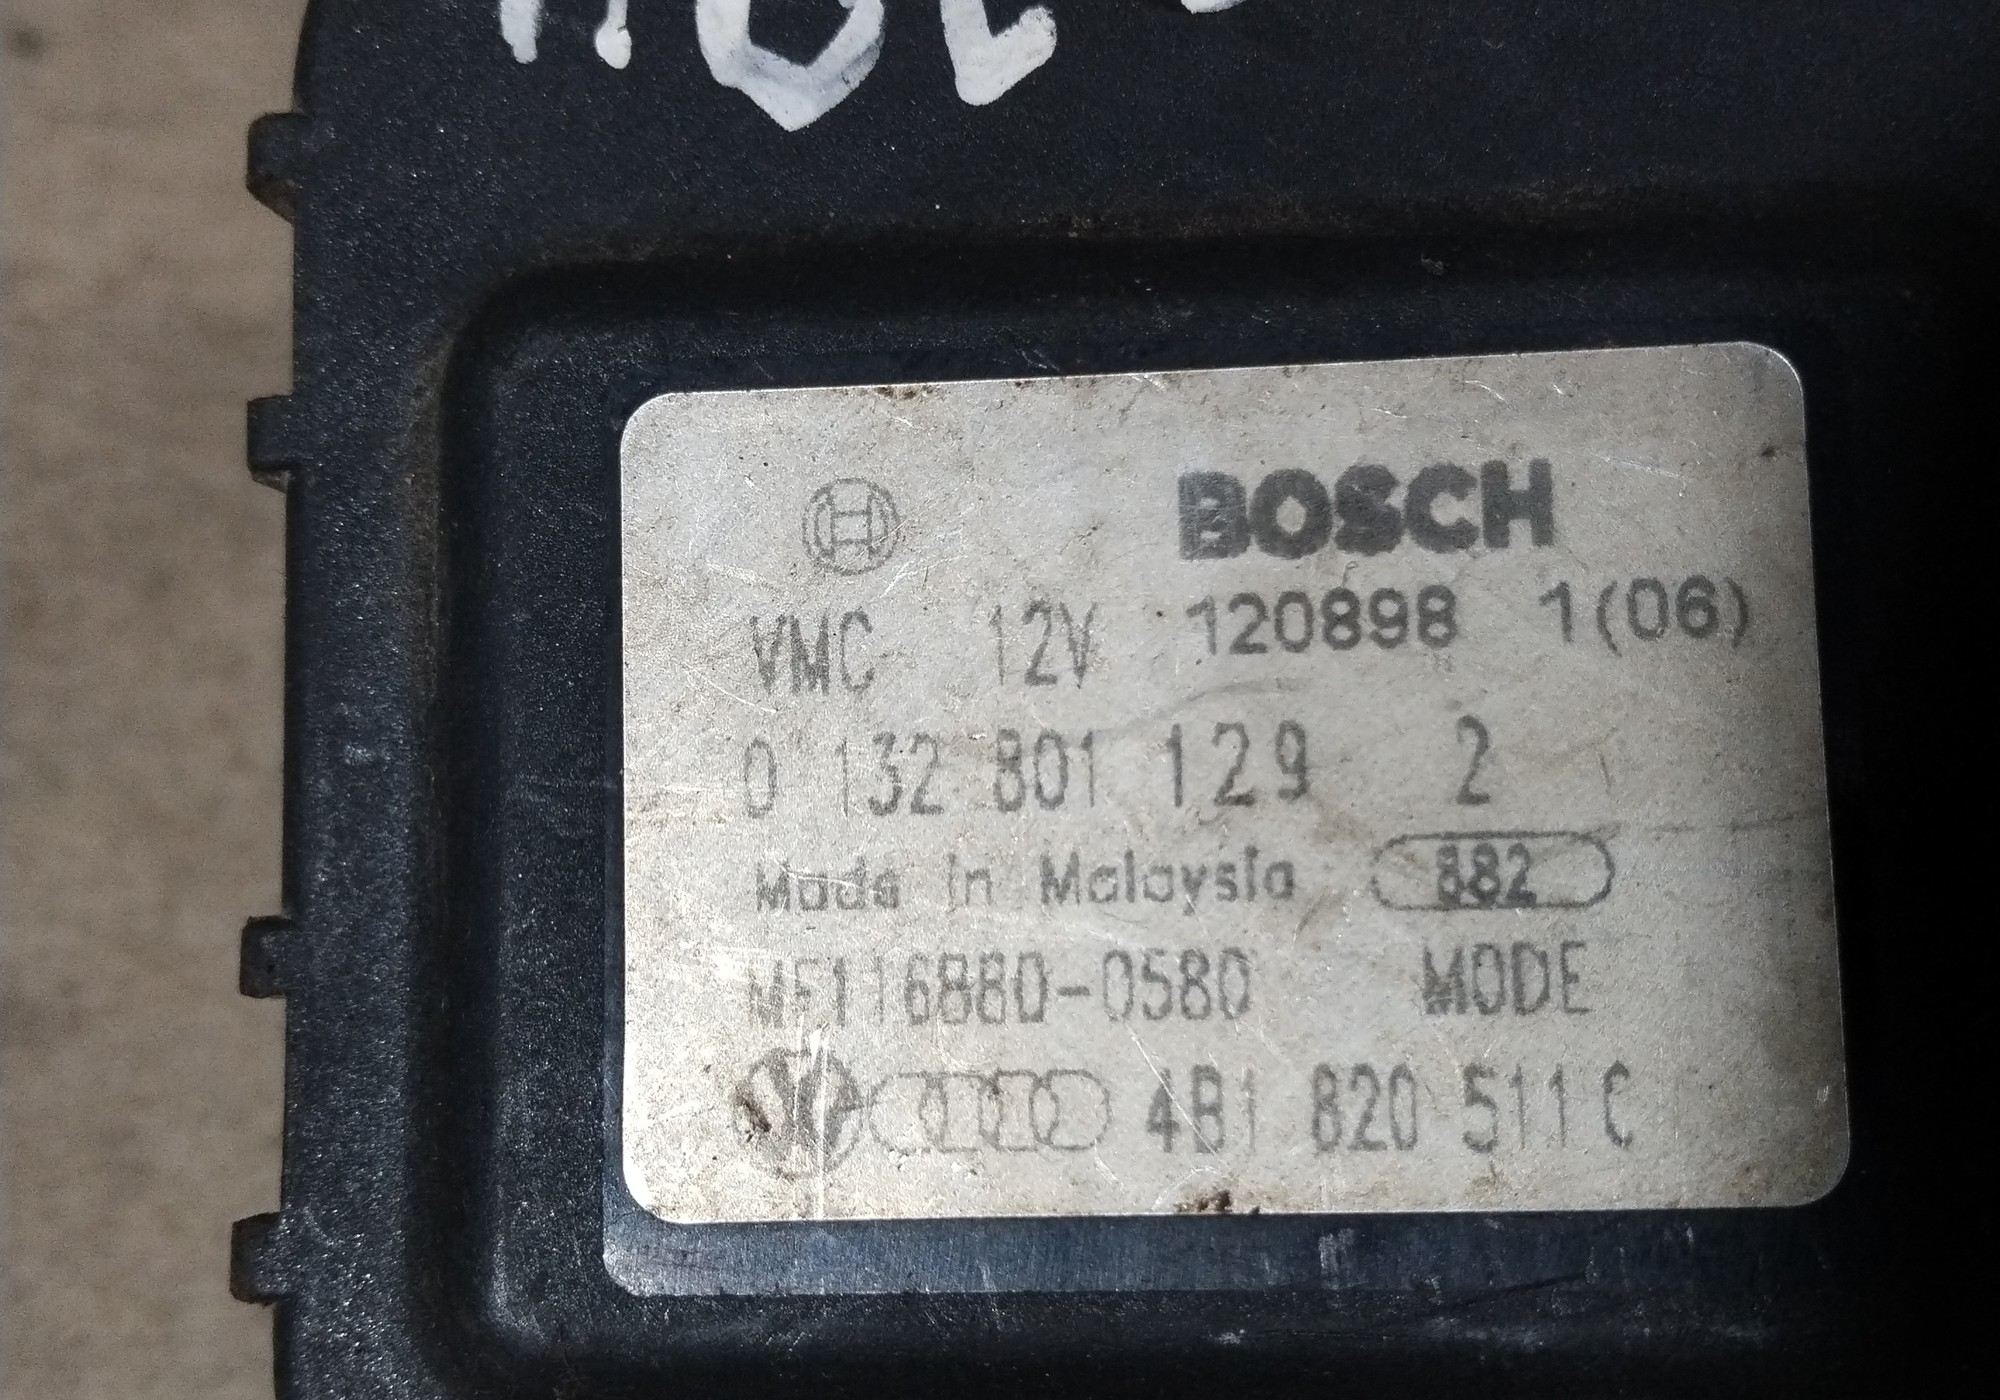 BOSCH
VMC 12V 120898 1(06)
0 132 801 129 2
Made in Malaysia 882
MF116880-0580 MODE
4B1 820 511 C